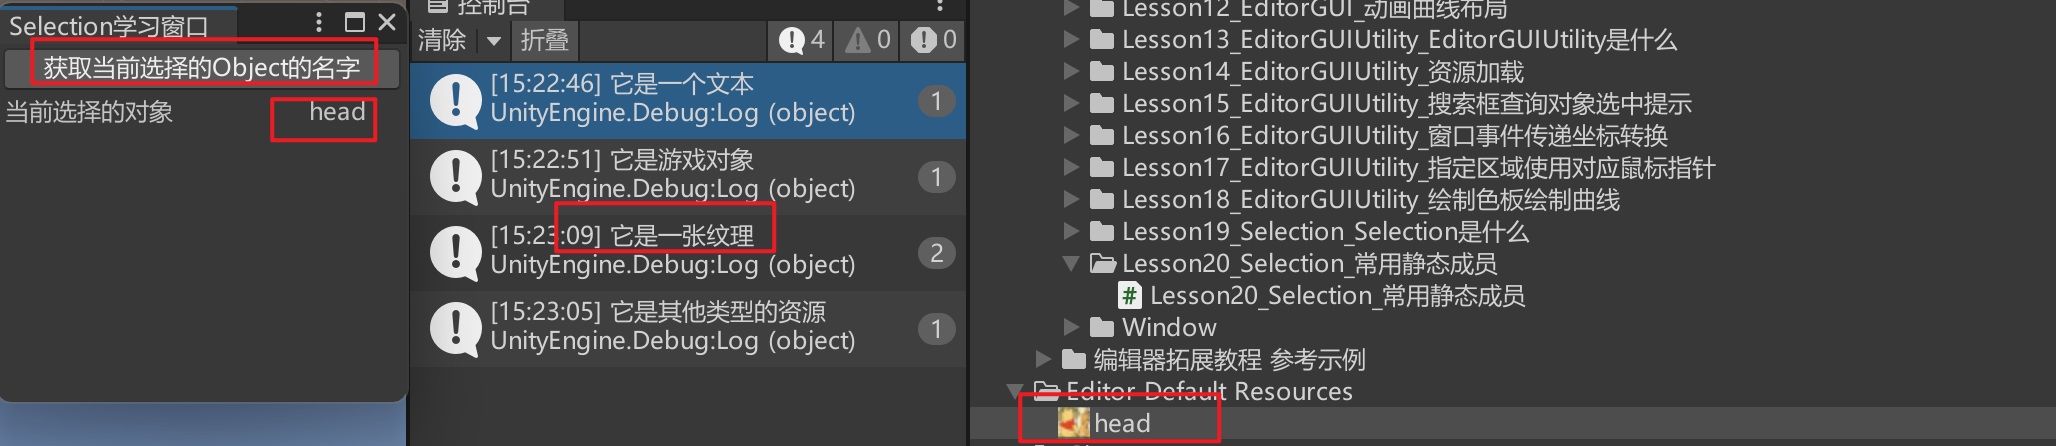 Selection学习窗口
获取当前选择的Object的名字
当前选择的对象 head
控制台
清除 折叠 4 0 0
[15:22:46] 它是一个文本
UnityEngine.Debug:Log (object)
1
[15:22:51] 它是游戏对象
UnityEngine.Debug:Log (object)
1
[15:23:09] 它是一张纹理
UnityEngine.Debug:Log (object)
2
[15:23:05] 它是其他类型的资源
UnityEngine.Debug:Log (object)
1
Lesson12_EditorGUI_动画曲线布局
Lesson13_EditorGUIUtility_EditorGUIUtility是什么
Lesson14_EditorGUIUtility_资源加载
Lesson15_EditorGUIUtility_搜索框查询对象选中提示
Lesson16_EditorGUIUtility_窗口事件传递坐标转换
Lesson17_EditorGUIUtility_指定区域使用对应鼠标指针
Lesson18_EditorGUIUtility_绘制色板绘制曲线
Lesson19_Selection_Selection是什么
Lesson20_Selection_常用静态成员
# Lesson20_Selection_常用静态成员
Window
编辑器拓展教程 参考示例
Editor Default Resources
head